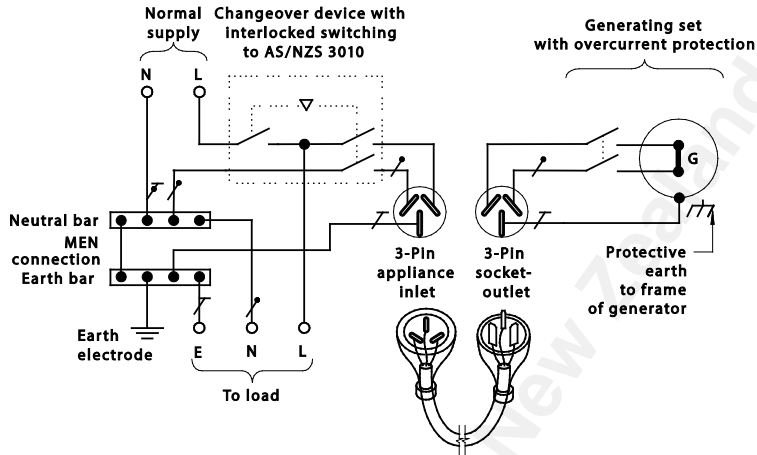 Normal
supply
Changeover device with
interlocked switching
to AS/NZS 3010
Generating set
with overcurrent protection
N
L
G
Neutral bar
MEN
connection
Earth bar
3-Pin
appliance
inlet
3-Pin
socket-
outlet
Protective
earth
to frame
of generator
Earth
electrode
E
N
L
To load
New Zealand